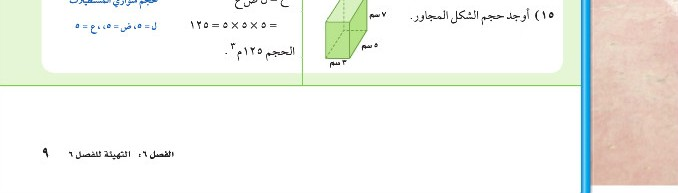 ١٥) أوجد حجم الشكل المجاور.
٧ سم
٥ سم
٣ سم
حجم متوازي المستطيلات
ل = ٥، ض = ٥، ع = ٥
= ٥ × ٥ × ٥ = ١٢٥
الحجم ١٢٥م٣.
الفصل ٦: التهيئة للفصل ٦ ٩